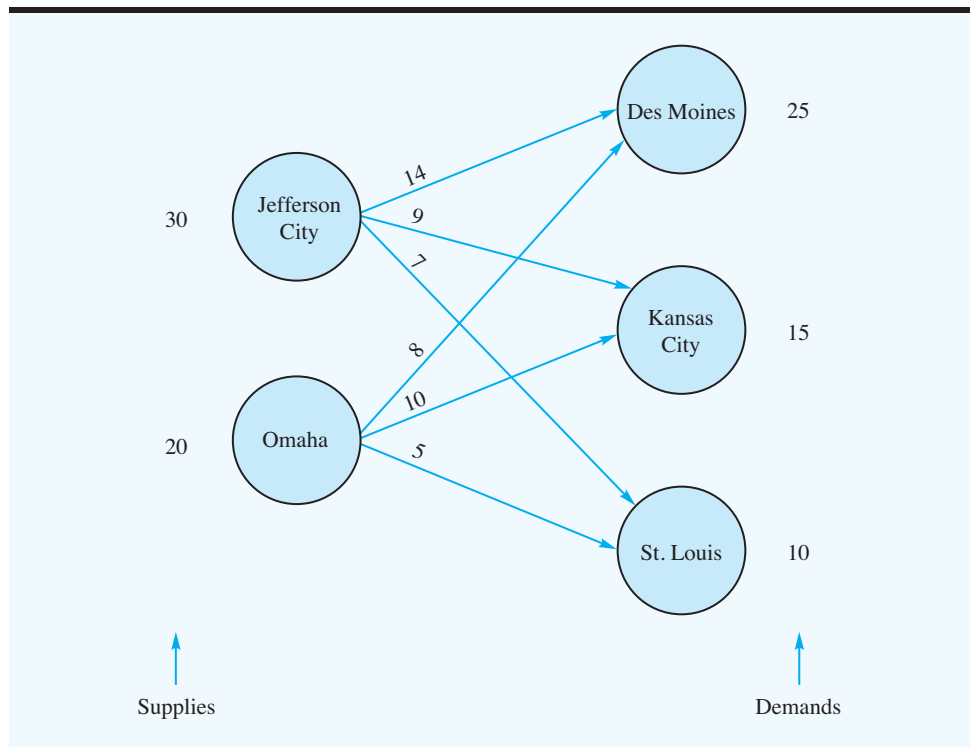 Des Moines
25
14
Jefferson
City
30
9
7
Kansas
City
15
8
10
Omaha
20
5
St. Louis
10
Supplies
Demands